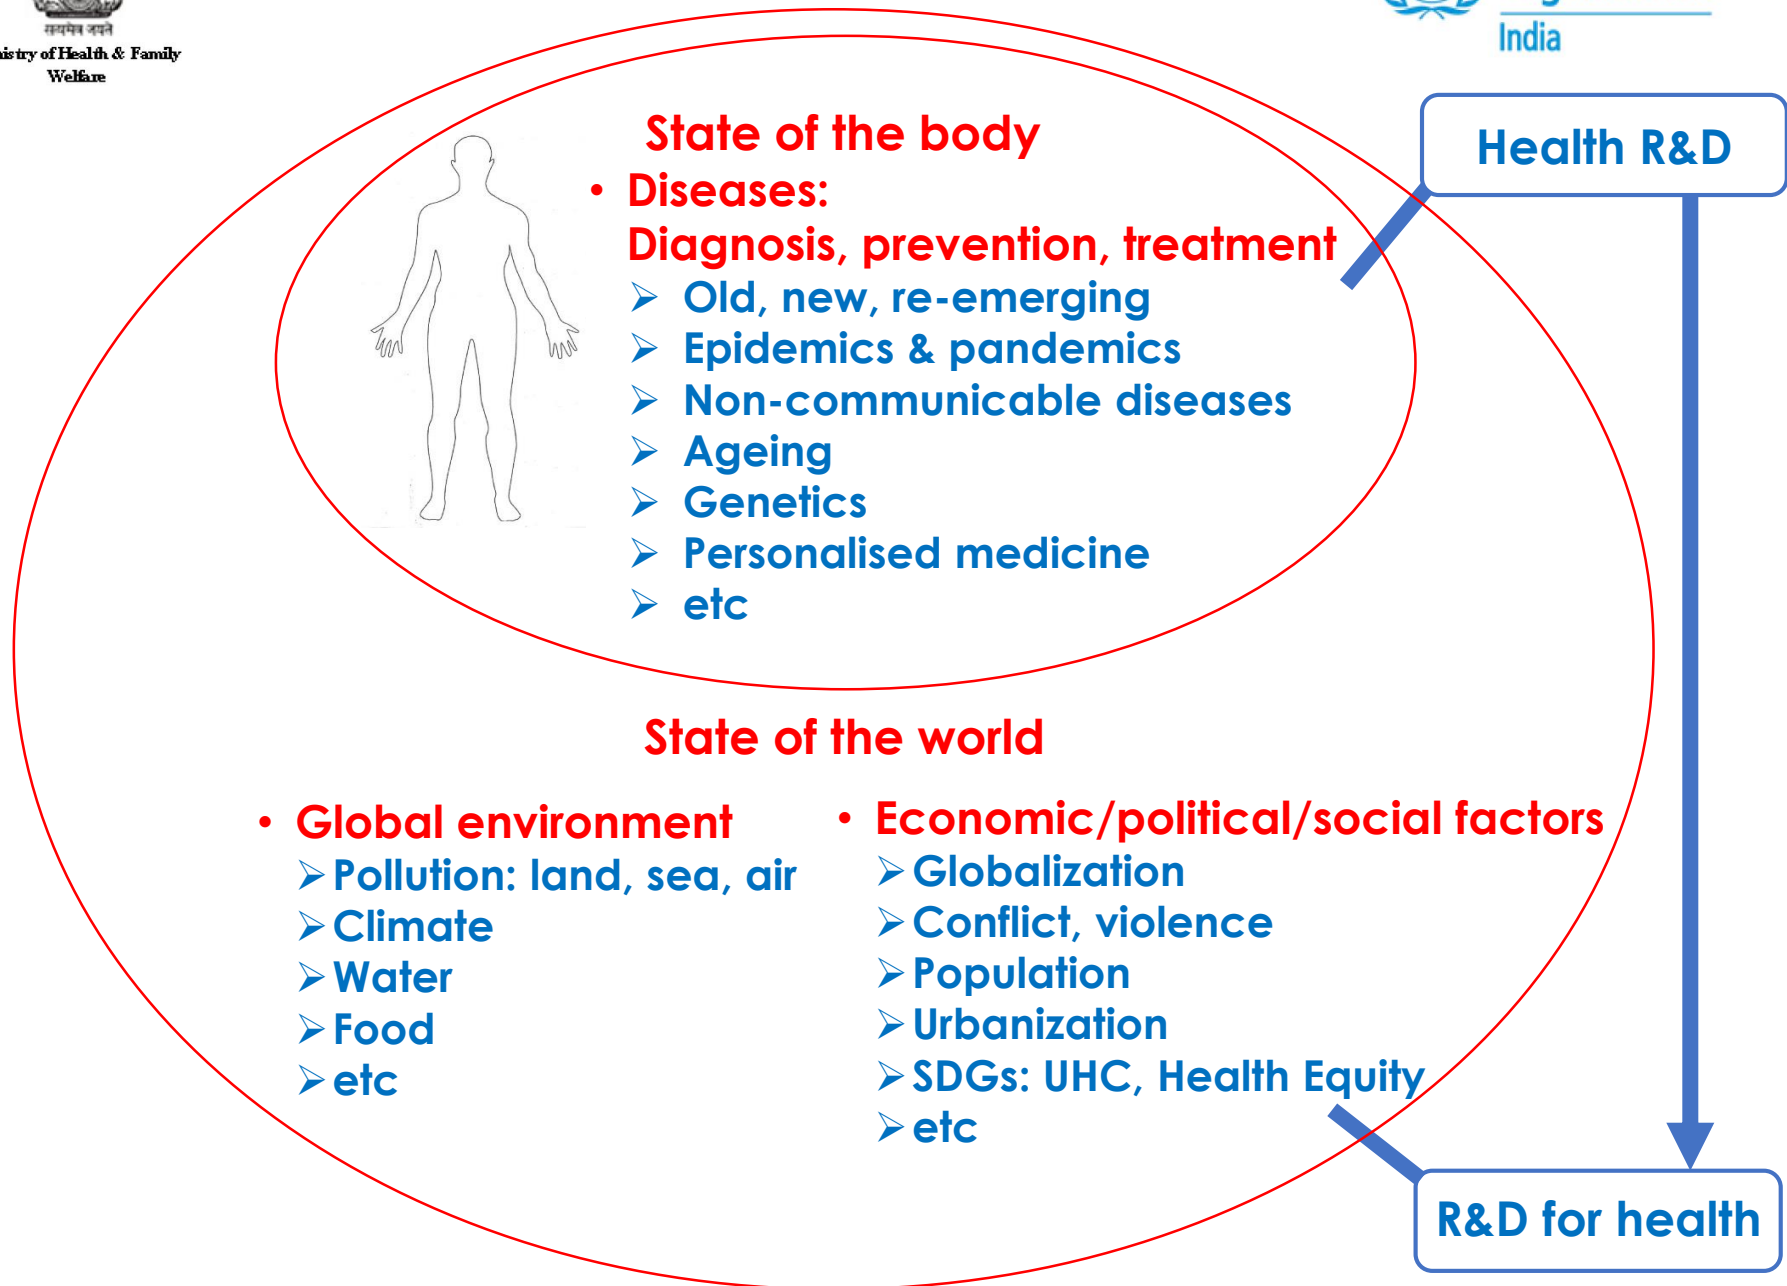 सत्यमेव जयते
istry of Health & Family
Welfare
India
State of the body
• Diseases:
Diagnosis, prevention, treatment
➢ Old, new, re-emerging
➢ Epidemics & pandemics
➢ Non-communicable diseases
➢ Ageing
➢ Genetics
➢ Personalised medicine
➢ etc
Health R&D
State of the world
• Global environment
➢ Pollution: land, sea, air
➢ Climate
➢ Water
➢ Food
➢ etc
• Economic/political/social factors
➢ Globalization
➢ Conflict, violence
➢ Population
➢ Urbanization
➢ SDGs: UHC, Health Equity
➢ etc
R&D for health